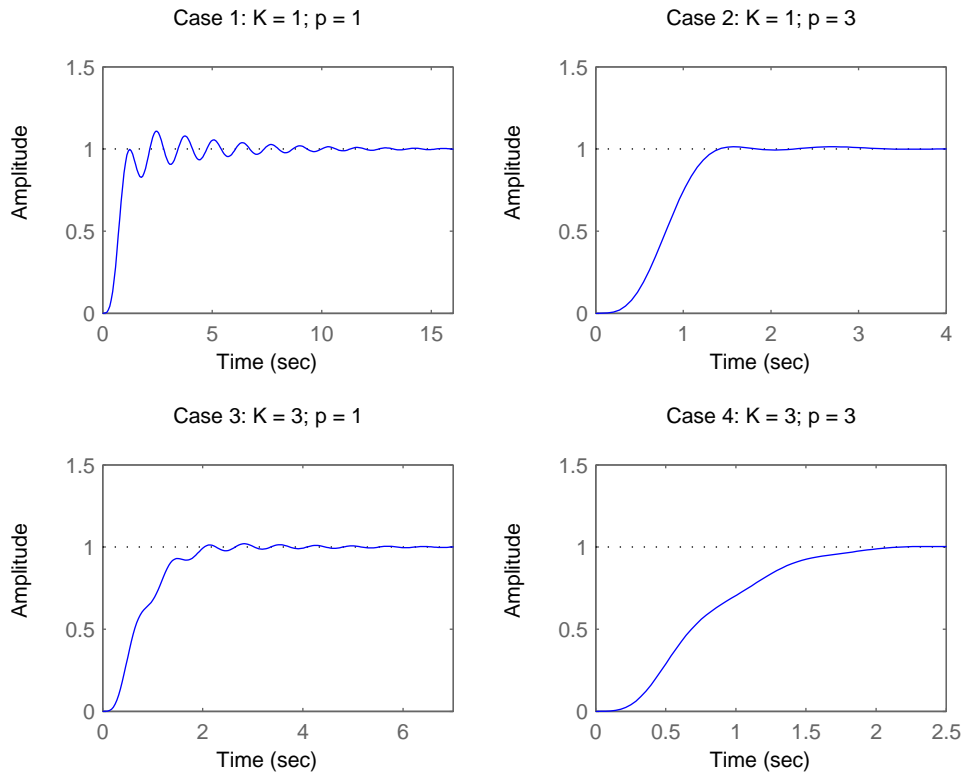 Case 1: K = 1; p = 1
1.5
1
0.5
0
Amplitude
0 5 10 15
Time (sec)
Case 2: K = 1; p = 3
1.5
1
0.5
0
Amplitude
0 1 2 3 4
Time (sec)
Case 3: K = 3; p = 1
1.5
1
0.5
0
Amplitude
0 2 4 6
Time (sec)
Case 4: K = 3; p = 3
1.5
1
0.5
0
Amplitude
0 0.5 1 1.5 2 2.5
Time (sec)